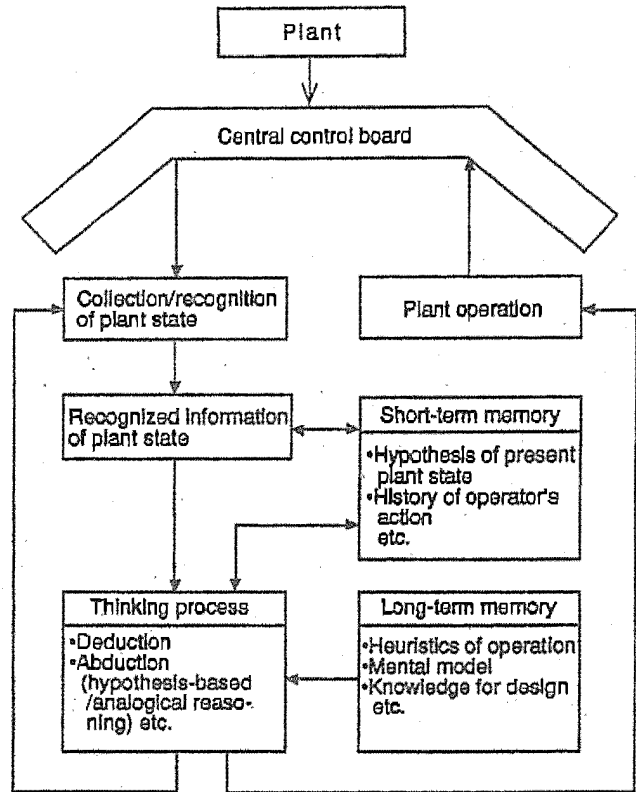 Plant
Central control board
Collection/recognition
of plant state
Plant operation
Recognized information
of plant state
Short-term memory
•Hypothesis of present
plant state
•History of operator's
action
etc.
Thinking process
•Deduction
•Abduction
(hypothesis-based
/analogical reaso-
ning) etc.
Long-term memory
•Heuristics of operation
•Mental model
•Knowledge for design
etc.